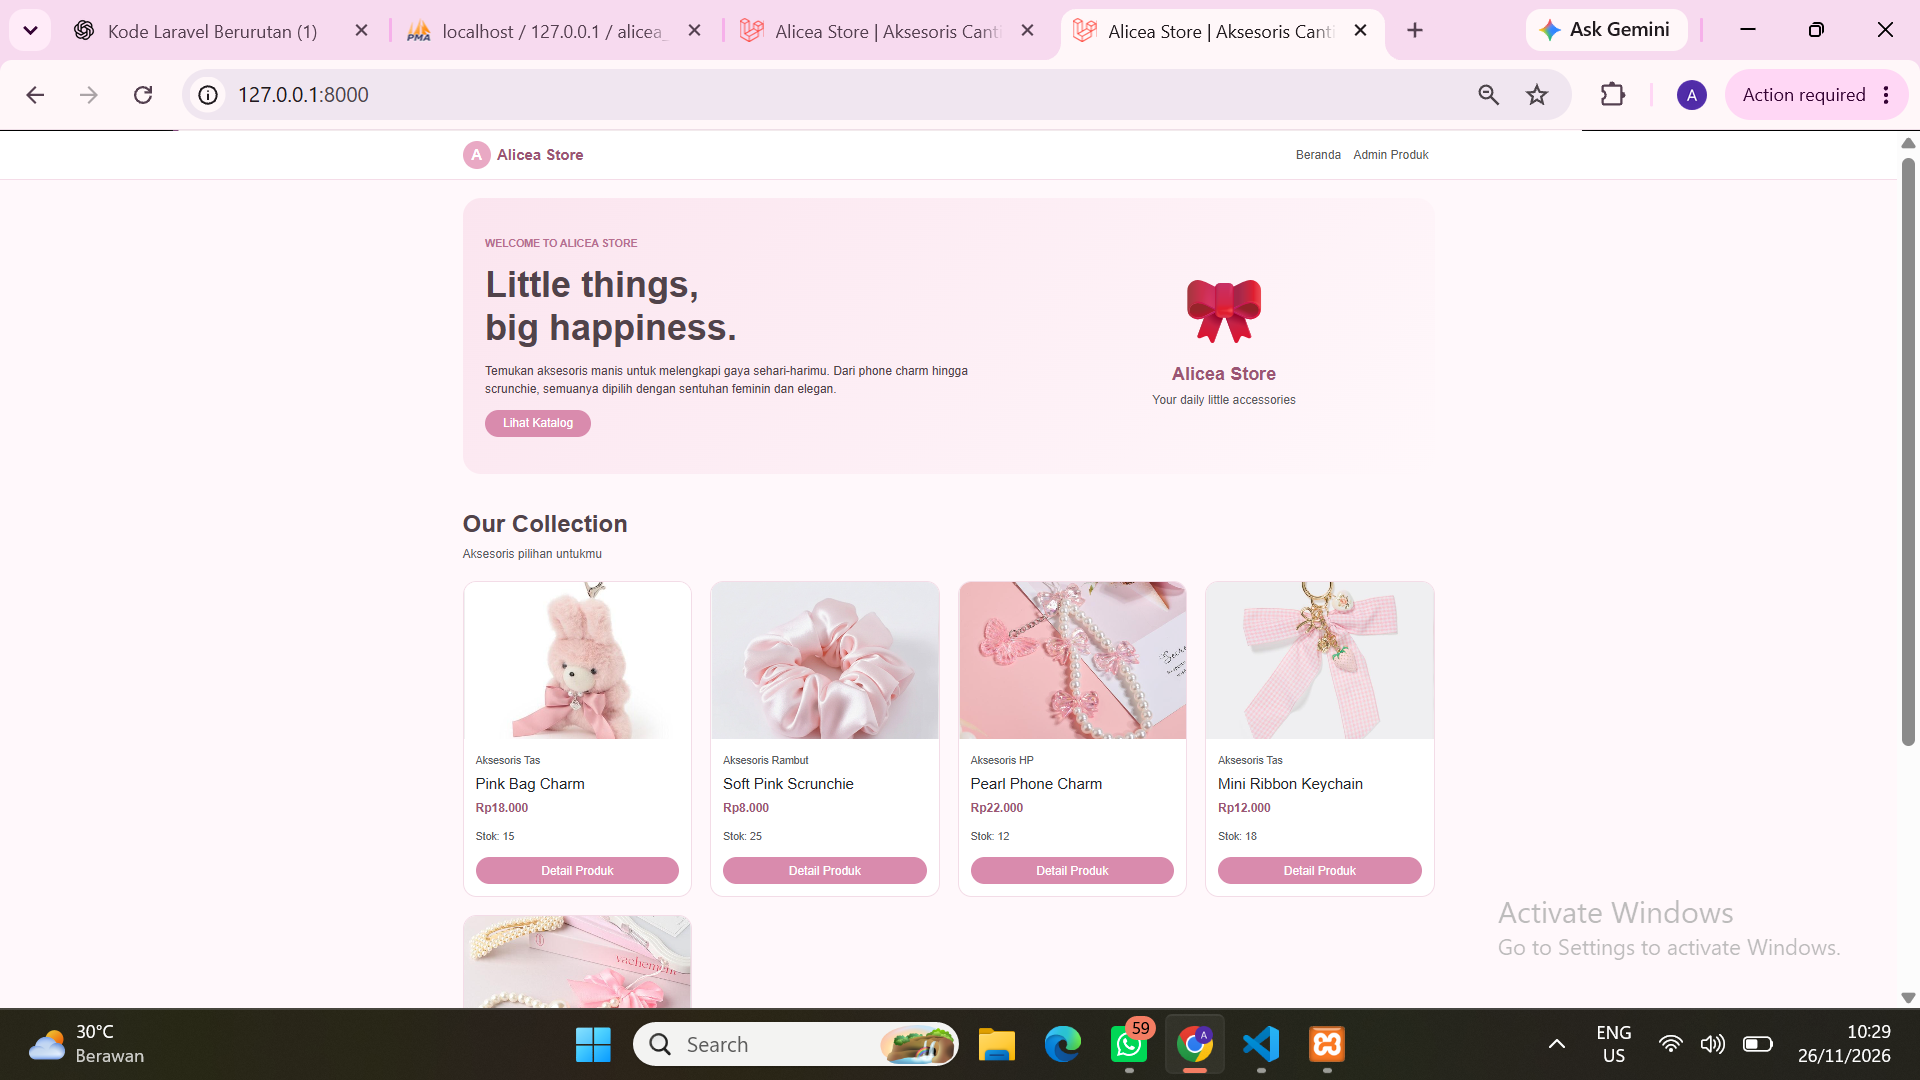 Kode Laravel Berurutan (1)
PMA
localhost / 127.0.0.1 / alicea_
Alicea Store | Aksesoris Canti
Alicea Store | Aksesoris Canti
Ask Gemini
127.0.0.1:8000
A
Action required
A
Alicea Store
Beranda
Admin Produk
WELCOME TO ALICEA STORE
Little things,
big happiness.
Temukan aksesoris manis untuk melengkapi gaya sehari-harimu. Dari phone charm hingga
scrunchie, semuanya dipilih dengan sentuhan feminin dan elegan.
Lihat Katalog
Alicea Store
Your daily little accessories
Our Collection
Aksesoris pilihan untukmu
Aksesoris Tas
Pink Bag Charm
Rp18.000
Stok: 15
Detail Produk
Aksesoris Rambut
Soft Pink Scrunchie
Rp8.000
Stok: 25
Detail Produk
Secre
Aksesoris HP
Pearl Phone Charm
Rp22.000
Stok: 12
Detail Produk
Aksesoris Tas
Mini Ribbon Keychain
Rp12.000
Stok: 18
Detail Produk
vachement
Activate Windows
Go to Settings to activate Windows.
30°C
Berawan
Search
59
A
ENG
US
10:29
26/11/2026